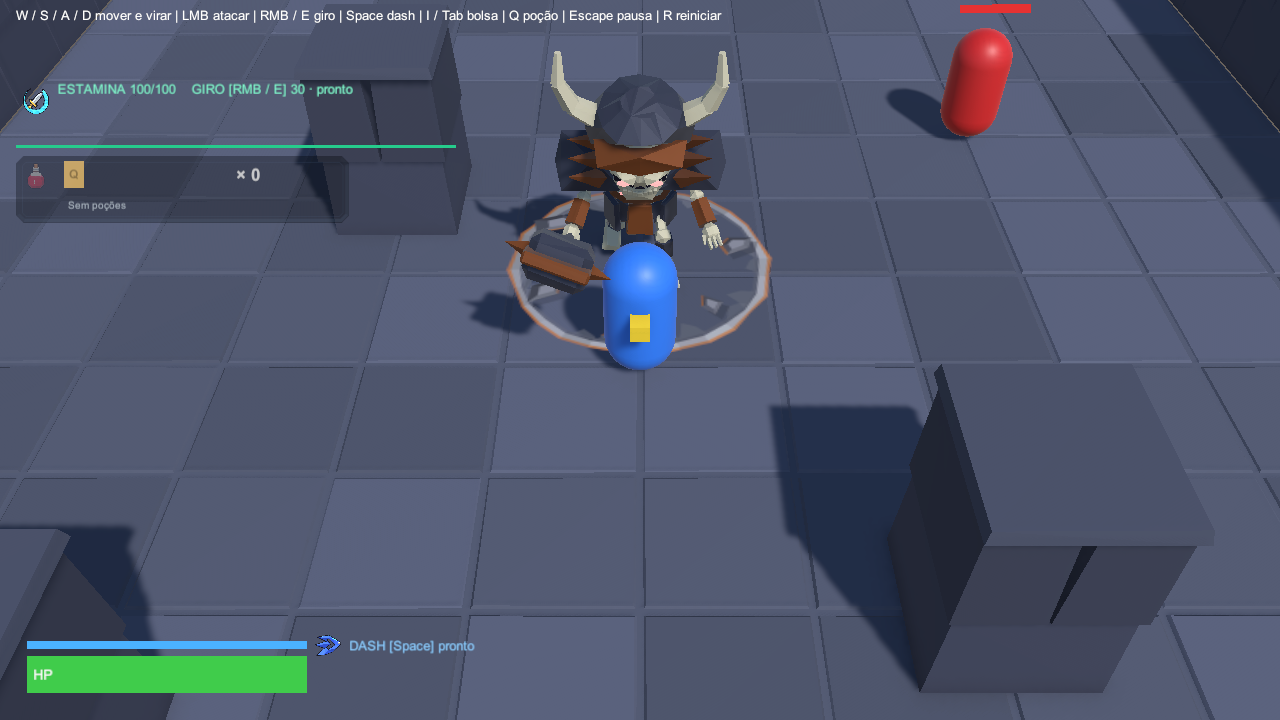 W / S / A / D mover e virar | LMB atacar | RMB / E giro | Space dash | I / Tab bolsa | Q poção | Escape pausa | R reiniciar
ESTAMINA 100/100 GIRO [RMB / E] 30 · pronto
Q × 0
Sem poções
DASH [Space] pronto
HP